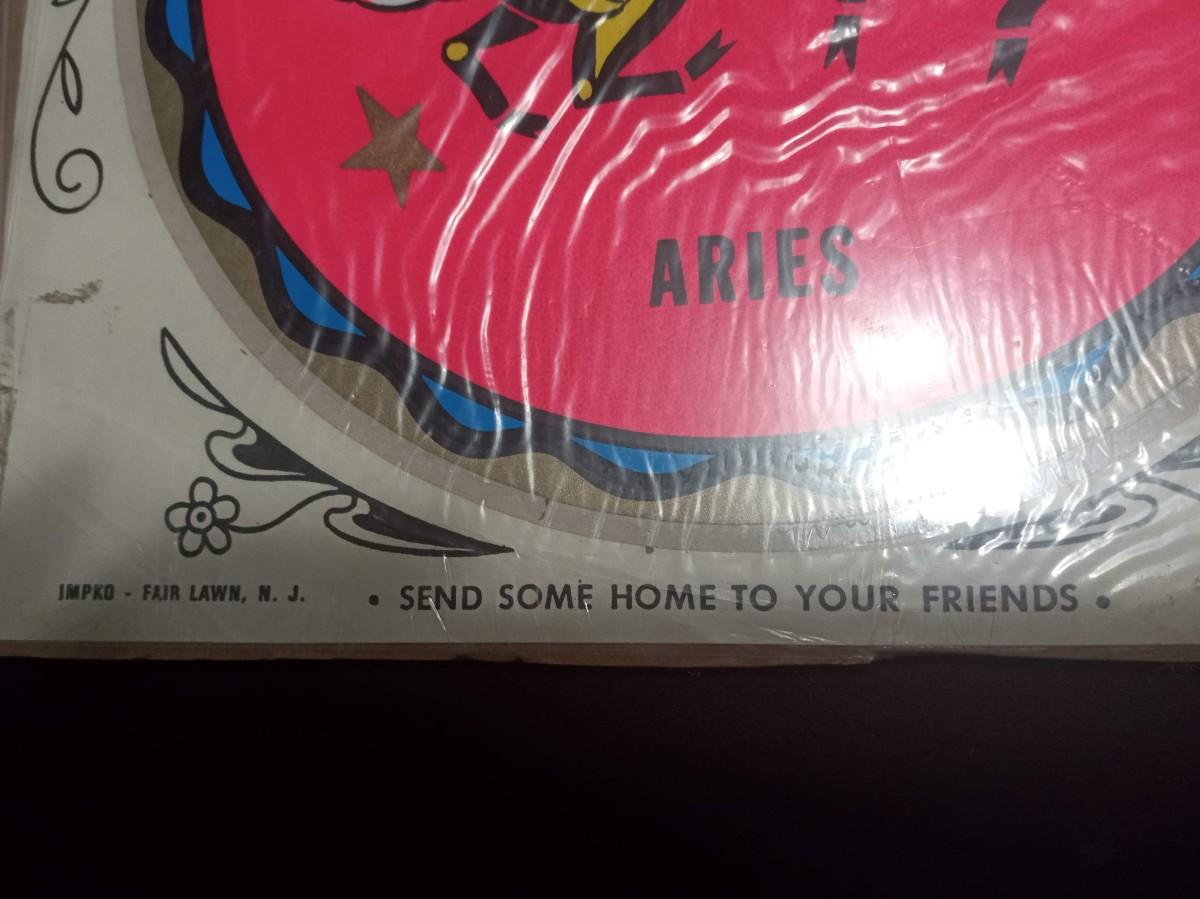 ARIES
IMPKO - FAIR LAWN, N. J.
• SEND SOME HOME TO YOUR FRIENDS •